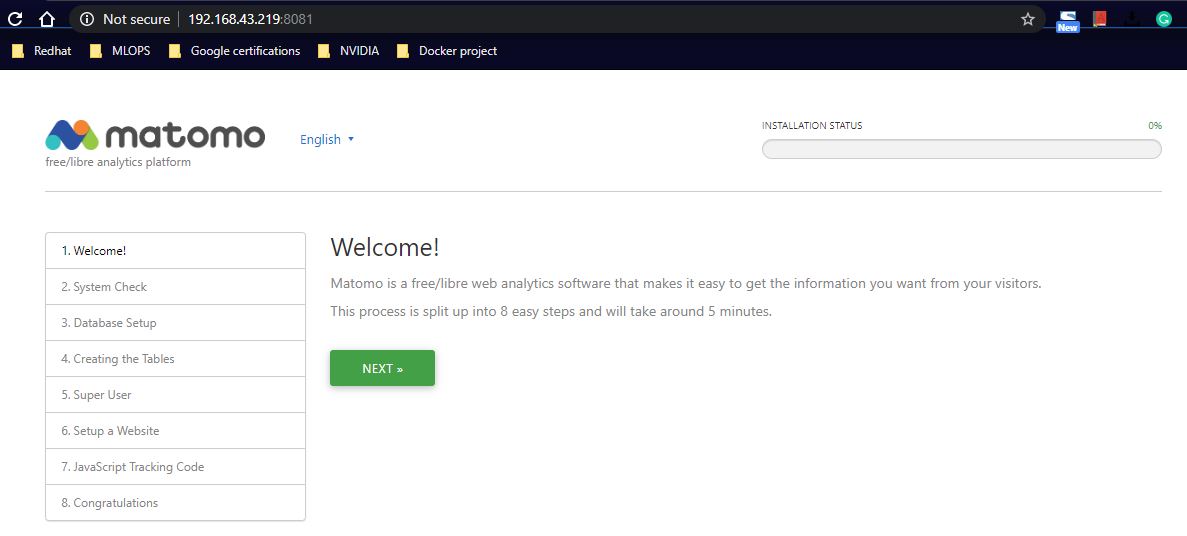 Not secure
192.168.43.219:8081
New
Redhat
MLOPS
Google certifications
NVIDIA
Docker project
matomo
free/libre analytics platform
English
INSTALLATION STATUS
0%
1. Welcome!
2. System Check
3. Database Setup
4. Creating the Tables
5. Super User
6. Setup a Website
7. JavaScript Tracking Code
8. Congratulations
Welcome!
Matomo is a free/libre web analytics software that makes it easy to get the information you want from your visitors.
This process is split up into 8 easy steps and will take around 5 minutes.
NEXT »